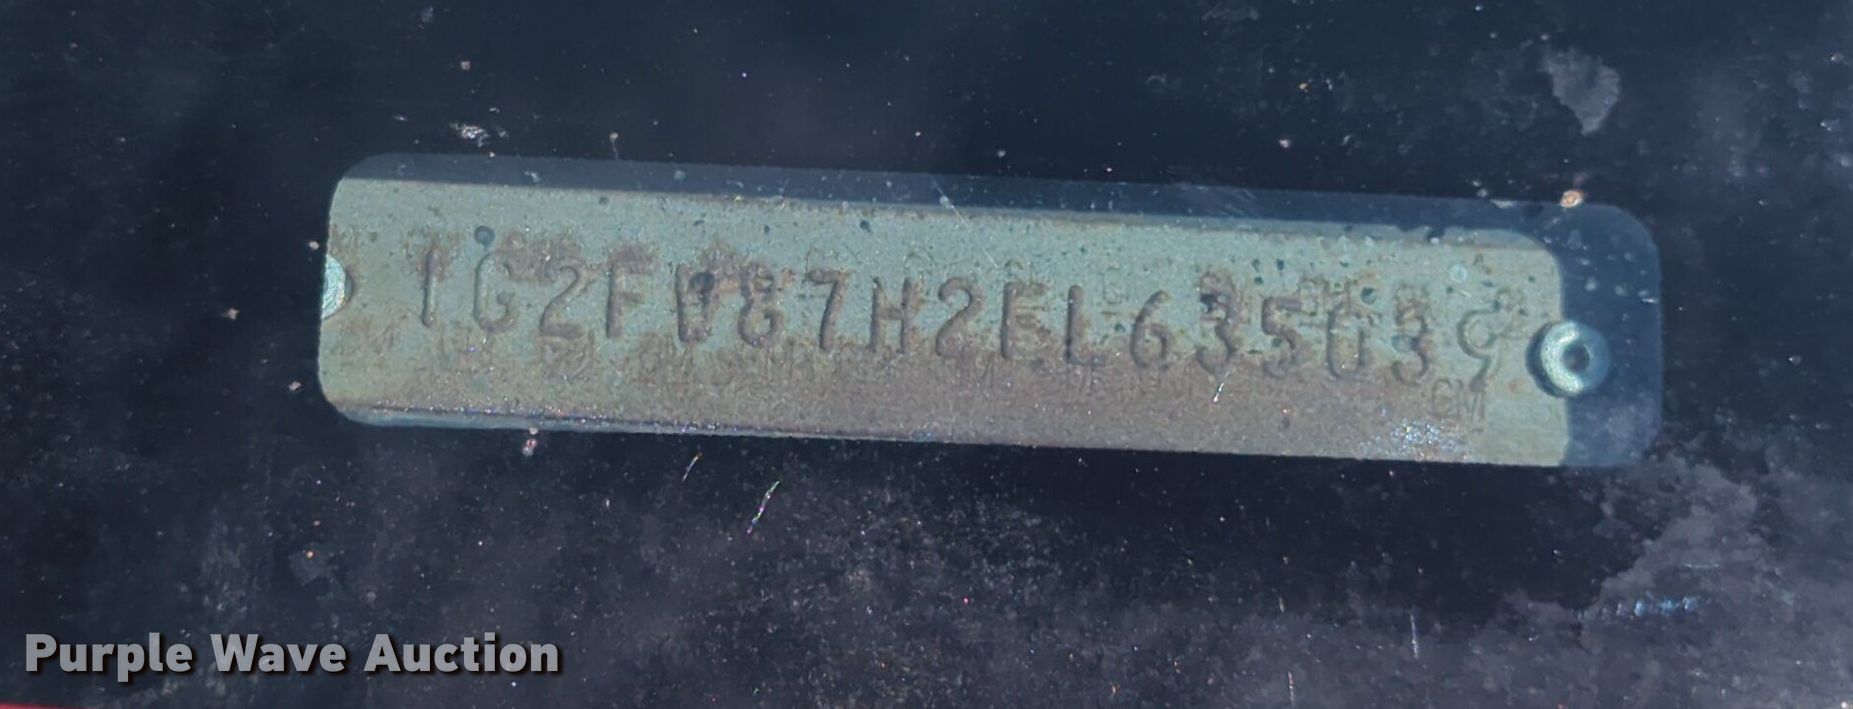 1G2FW87H2FL635039
GM
Purple Wave Auction